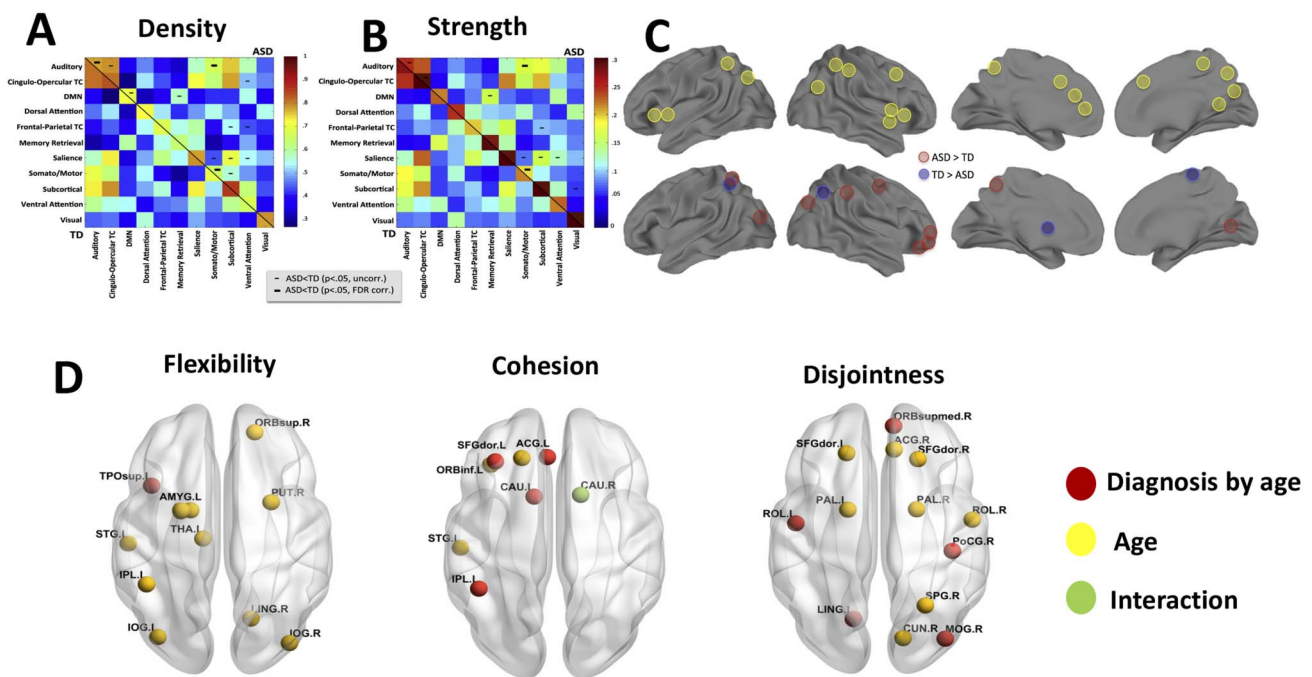 A
Density
ASD
Auditory
Cingulo-Opercular TC
DMN
Dorsal Attention
Frontal-Parietal TC
Memory Retrieval
Salience
Somato/Motor
Subcortical
Ventral Attention
Visual
TD
Auditory
Cingulo-Opercular TC
DMN
Dorsal Attention
Frontal-Parietal TC
Memory Retrieval
Salience
Somato/Motor
Subcortical
Ventral Attention
Visual
1
.9
.8
.7
.6
.5
.4
.3
B
Strength
ASD
Auditory
Cingulo-Opercular TC
DMN
Dorsal Attention
Frontal-Parietal TC
Memory Retrieval
Salience
Somato/Motor
Subcortical
Ventral Attention
Visual
TD
Auditory
Cingulo-Opercular TC
DMN
Dorsal Attention
Frontal-Parietal TC
Memory Retrieval
Salience
Somato/Motor
Subcortical
Ventral Attention
Visual
.3
.25
.2
.15
.1
.05
0
– ASD<TD (p<.05, uncorr.)
- ASD<TD (p<.05, FDR corr.)
C
ASD > TD
TD > ASD
D
Flexibility
ORBsup.R
TPOsup.L
AMYG.L
PUT.R
THA.L
STG.L
IPL.L
LING.R
IOG.L
IOG.R
Cohesion
SFGdor.L
ACG.L
ORBinf.L
CAU.L
CAU.R
STG.L
IPL.L
Disjointness
ORBsupmed.R
SFGdor.L
ACG.R
SFGdor.R
PAL.L
PAL.R
ROL.L
ROL.R
PoCG.R
SPG.R
LING.L
CUN.R
MOG.R
Diagnosis by age
Age
Interaction